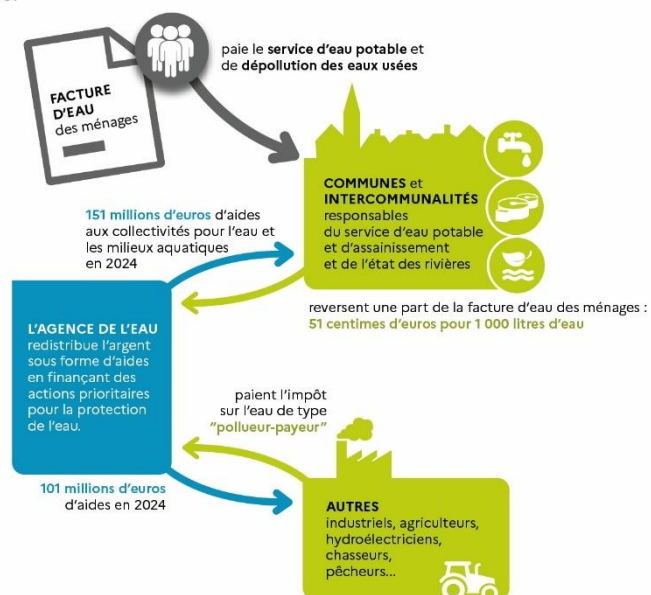 paie le service d'eau potable et
de dépollution des eaux usées
FACTURE
D'EAU
des ménages
COMMUNES et
INTERCOMMUNALITÉS
responsables
du service d'eau potable
et d'assainissement
et de l'état des rivières
151 millions d'euros d'aides
aux collectivités pour l'eau et
les milieux aquatiques
en 2024
reversent une part de la facture d'eau des ménages :
51 centimes d'euros pour 1 000 litres d'eau
L'AGENCE DE L'EAU
redistribue l'argent
sous forme d'aides
en finançant des
actions prioritaires
pour la protection
de l'eau.
paient l'impôt
sur l'eau de type
"pollueur-payeur"
101 millions d'euros
d'aides en 2024
AUTRES
industriels, agriculteurs,
hydroélectriciens,
chasseurs,
pêcheurs...